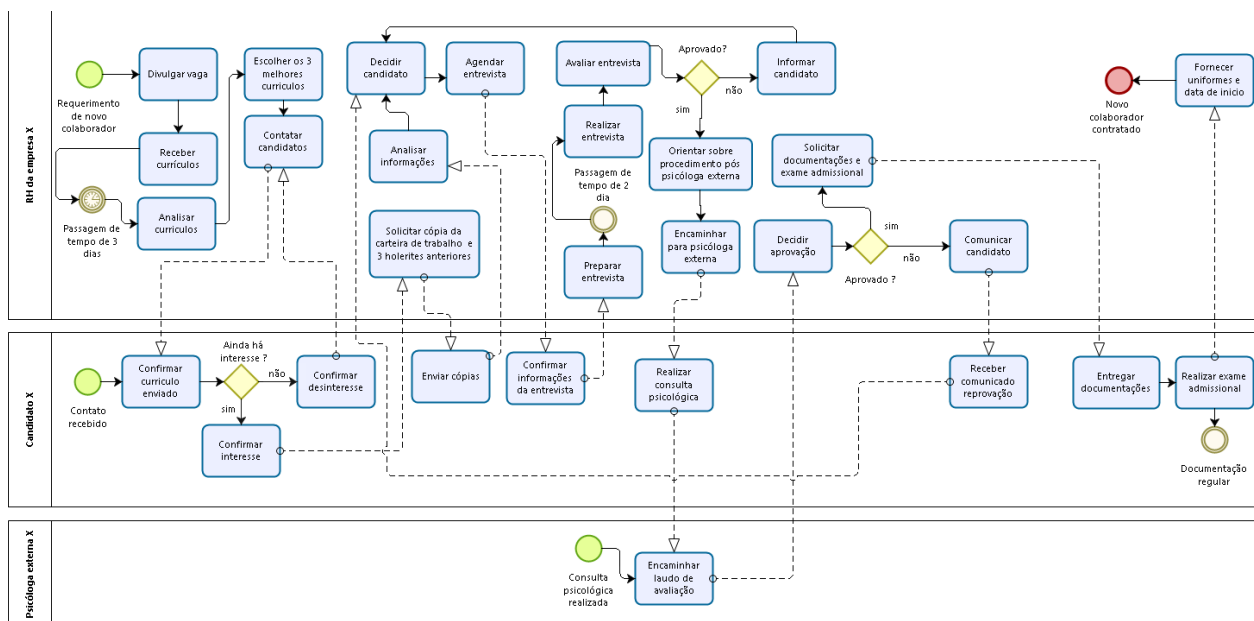 RH da empresa X
Requerimento
de novo
colaborador
Divulgar vaga
Receber
currículos
Passagem de
tempo de 3
dias
Analisar
curriculos
Escolher os 3
melhores
curriculos
Contatar
candidatos
Decidir
candidato
Agendar
entrevista
Analisar
informações
Solicitar cópia da
carteira de trabalho e
3 holerites anteriores
Avaliar entrevista
Realizar
entrevista
Passagem de
tempo de 2
dia
Preparar
entrevista
Aprovado?
não
sim
Informar
candidato
Orientar sobre
procedimento pós
psicóloga externa
Encaminhar
para psicóloga
externa
Solicitar
documentações e
exame admissional
Decidir
aprovação
sim
não
Aprovado ?
Comunicar
candidato
Novo
colaborador
contratado
Fornecer
uniformes e
data de inicio
Candidato X
Contato
recebido
Confirmar
curriculo
enviado
Ainda há
interesse ?
não
sim
Confirmar
desinteresse
Confirmar
interesse
Enviar cópias
Confirmar
informações
da entrevista
Realizar
consulta
psicológica
Receber
comunicado
reprovação
Entregar
documentações
Realizar exame
admissional
Documentação
regular
Psicóloga externa X
Consulta
psicológica
realizada
Encaminhar
laudo de
avaliação